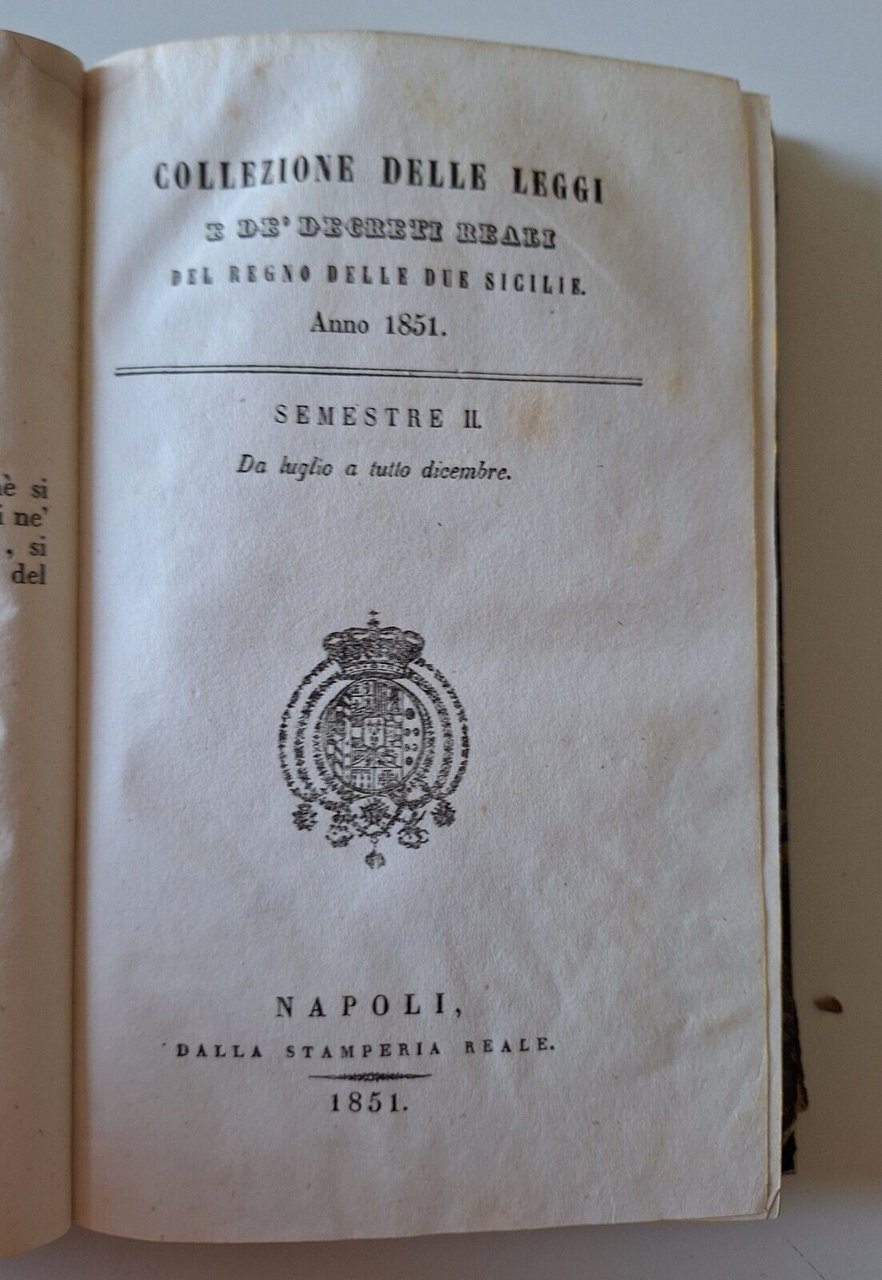 COLLEZIONE DELLE LEGGI
E DE' DECRETI REALI
DEL REGNO DELLE DUE SICILIE.
Anno 1851.
SEMESTRE II.
Da luglio a tutto dicembre.
NAPOLI,
DALLA STAMPERIA REALE.
1851.
si
ne'
, si
del